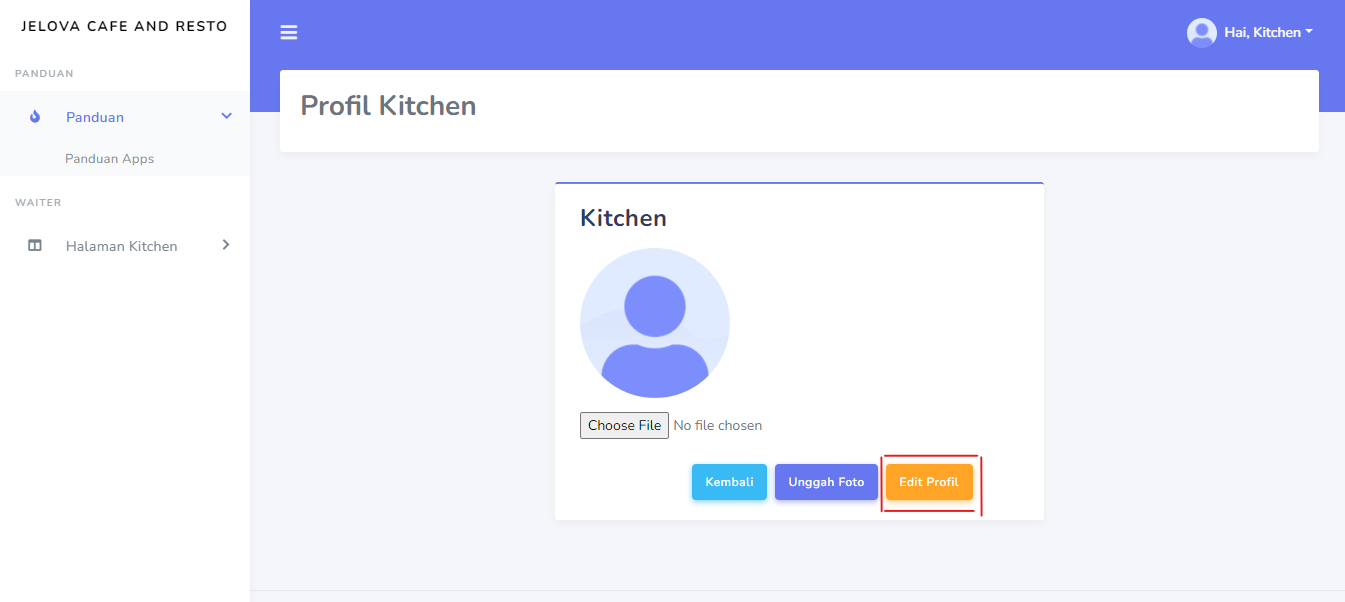 JELOVA CAFE AND RESTO
PANDUAN
Panduan
Panduan Apps
WAITER
Halaman Kitchen
Hai, Kitchen
Profil Kitchen
Kitchen
Choose File No file chosen
Kembali Unggah Foto Edit Profil